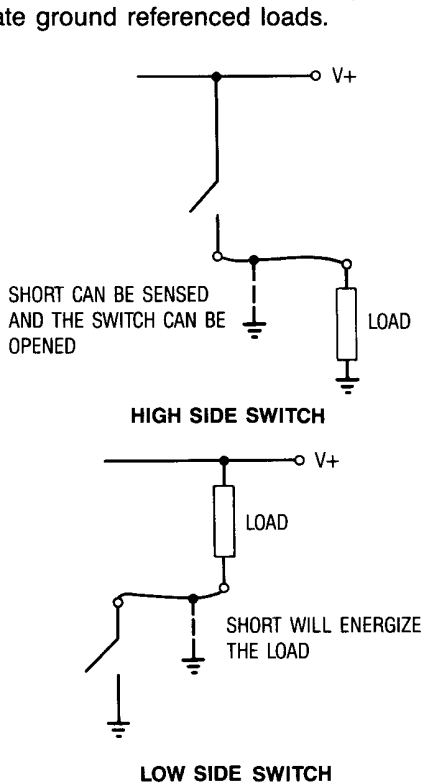 ate ground referenced loads.
V+
SHORT CAN BE SENSED
AND THE SWITCH CAN BE
OPENED
LOAD
HIGH SIDE SWITCH
V+
LOAD
SHORT WILL ENERGIZE
THE LOAD
LOW SIDE SWITCH